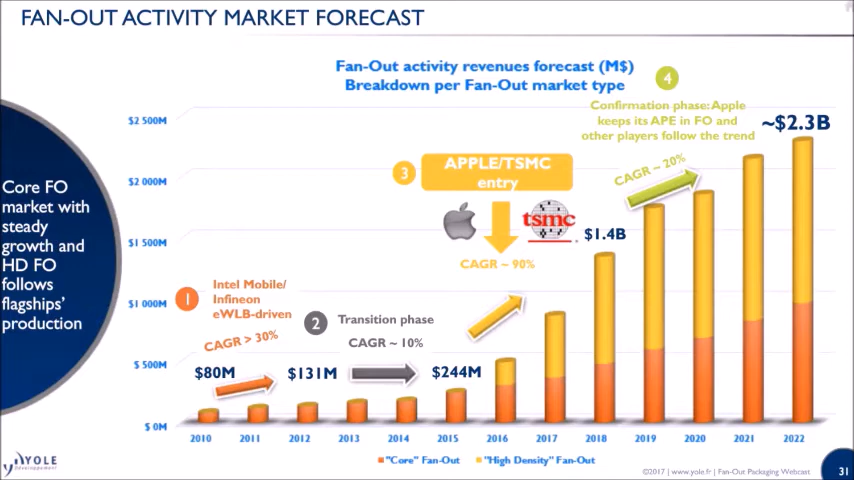 FAN-OUT ACTIVITY MARKET FORECAST
Fan-Out activity revenues forecast (M$)
Breakdown per Fan-Out market type
4
Confirmation phase: Apple
keeps its APE in FO and
other players follow the trend
~$2.3B
CAGR ~ 20%
3
APPLE/TSMC
entry
tsmc
$1.4B
CAGR ~ 90%
Core FO
market with
steady
growth and
HD FO
follows
flagships'
production
1
Intel Mobile/
Infineon
eWLB-driven
CAGR > 30%
2
Transition phase
CAGR ~ 10%
$80M
$131M
$244M
$2 500M
$2 000M
$1 500M
$1 000M
$ 500M
$ 0M
2010 2011 2012 2013 2014 2015 2016 2017 2018 2019 2020 2021 2022
"Core" Fan-Out "High Density" Fan-Out
YOLE
Développement
©2017 | www.yole.fr | Fan-Out Packaging Webcast
31